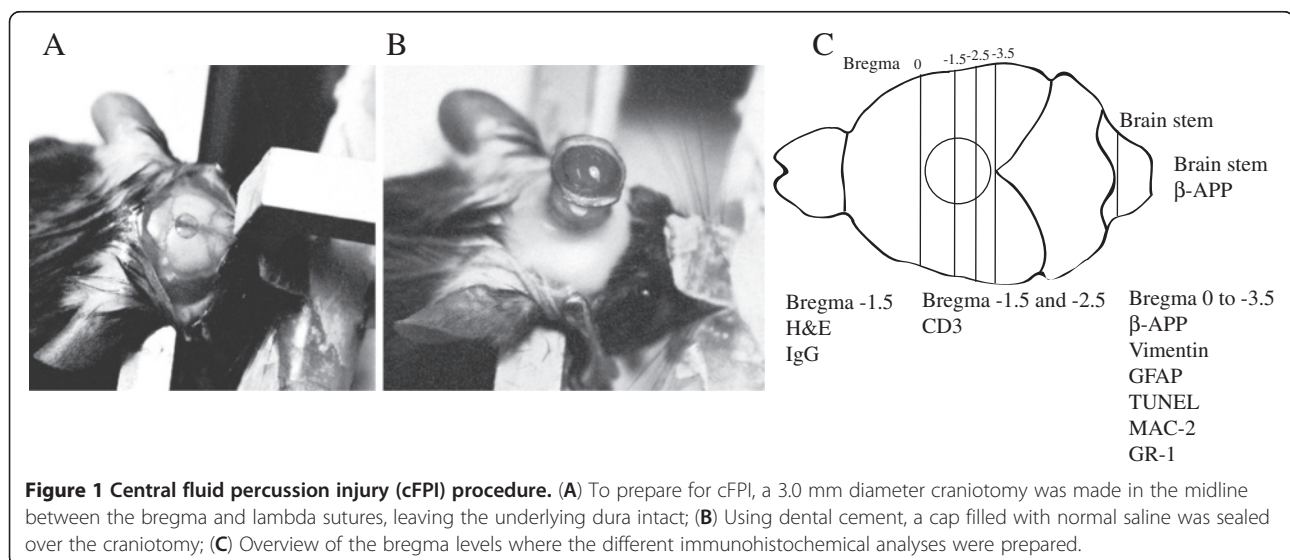 A
B
C
Bregma 0 -1.5 -2.5 -3.5
Brain stem
Brain stem
β-APP
Bregma -1.5
H&E
IgG
Bregma -1.5 and -2.5
CD3
Bregma 0 to -3.5
β-APP
Vimentin
GFAP
TUNEL
MAC-2
GR-1
Figure 1 Central fluid percussion injury (cFPI) procedure. (A) To prepare for cFPI, a 3.0 mm diameter craniotomy was made in the midline
between the bregma and lambda sutures, leaving the underlying dura intact; (B) Using dental cement, a cap filled with normal saline was sealed
over the craniotomy; (C) Overview of the bregma levels where the different immunohistochemical analyses were prepared.